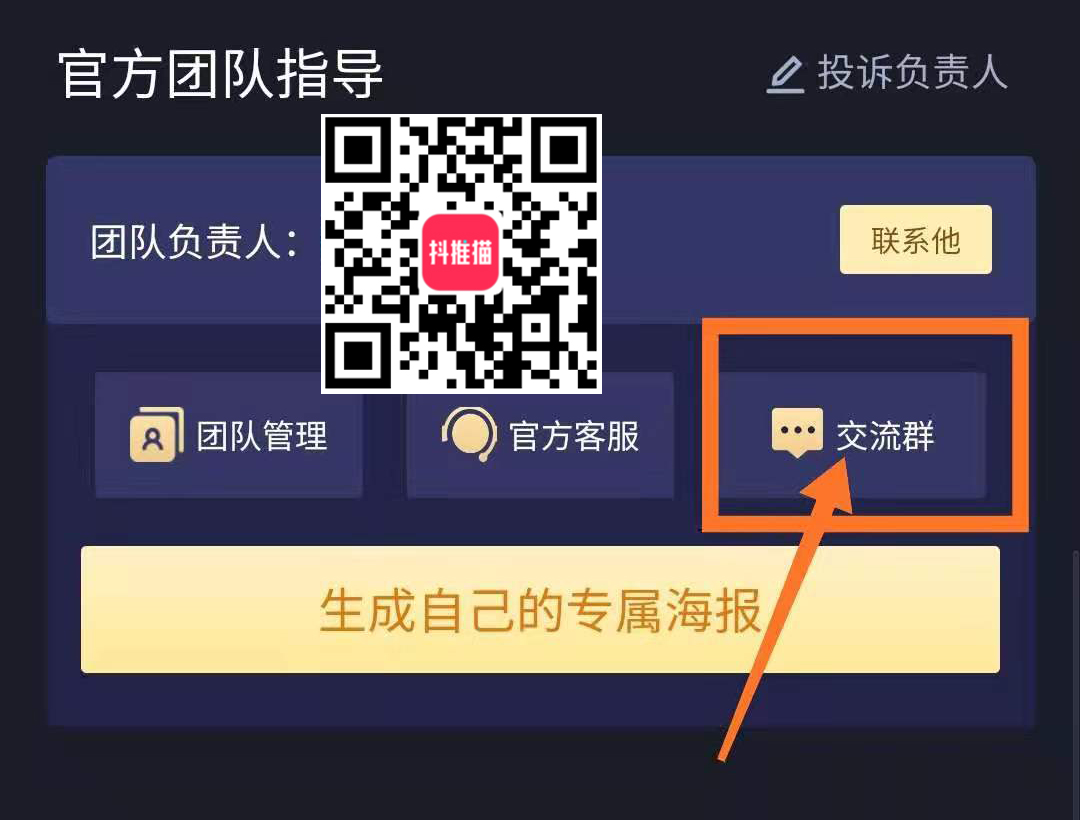 官方团队指导
投诉负责人
团队负责人：
抖推猫
联系他
团队管理
官方客服
交流群
生成自己的专属海报